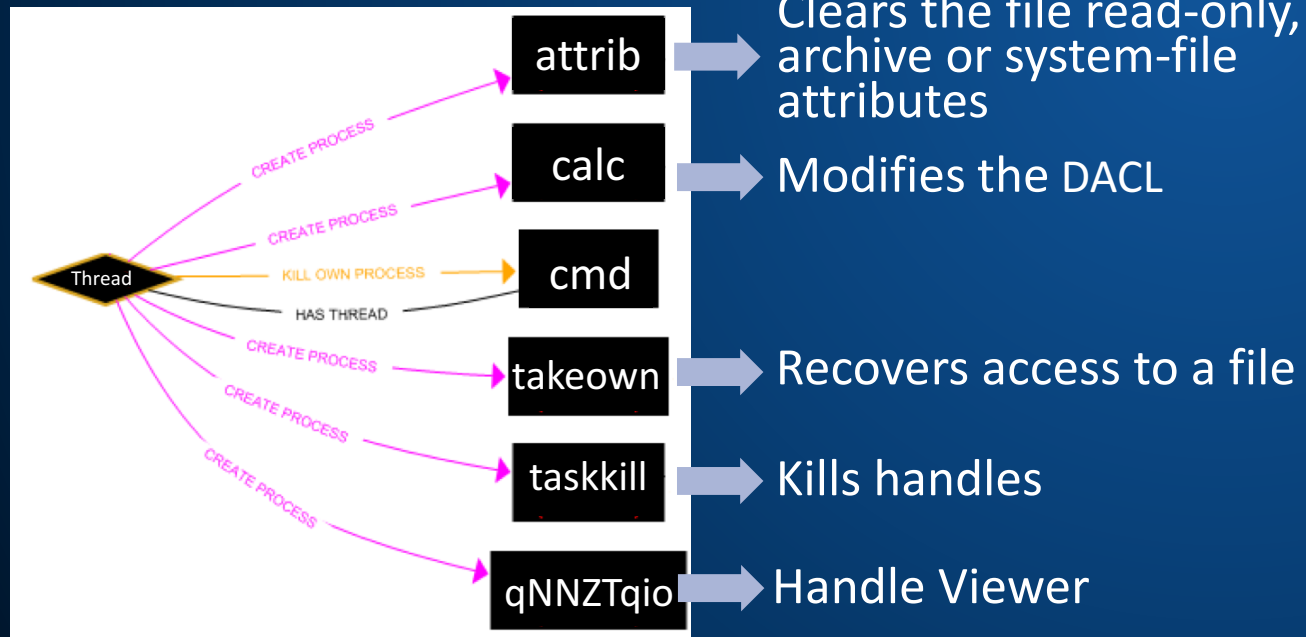 Clears the file read-only,
attrib
archive or system-file
attributes
CREATE PROCESS
calc
Modifies the DACL
CREATE PROCESS
Thread
KILL OWN PROCESS
cmd
HAS THREAD
CREATE PROCESS
takeown
Recovers access to a file
CREATE PROCESS
taskkill
Kills handles
CREATE PROCESS
qNNZTqio
Handle Viewer